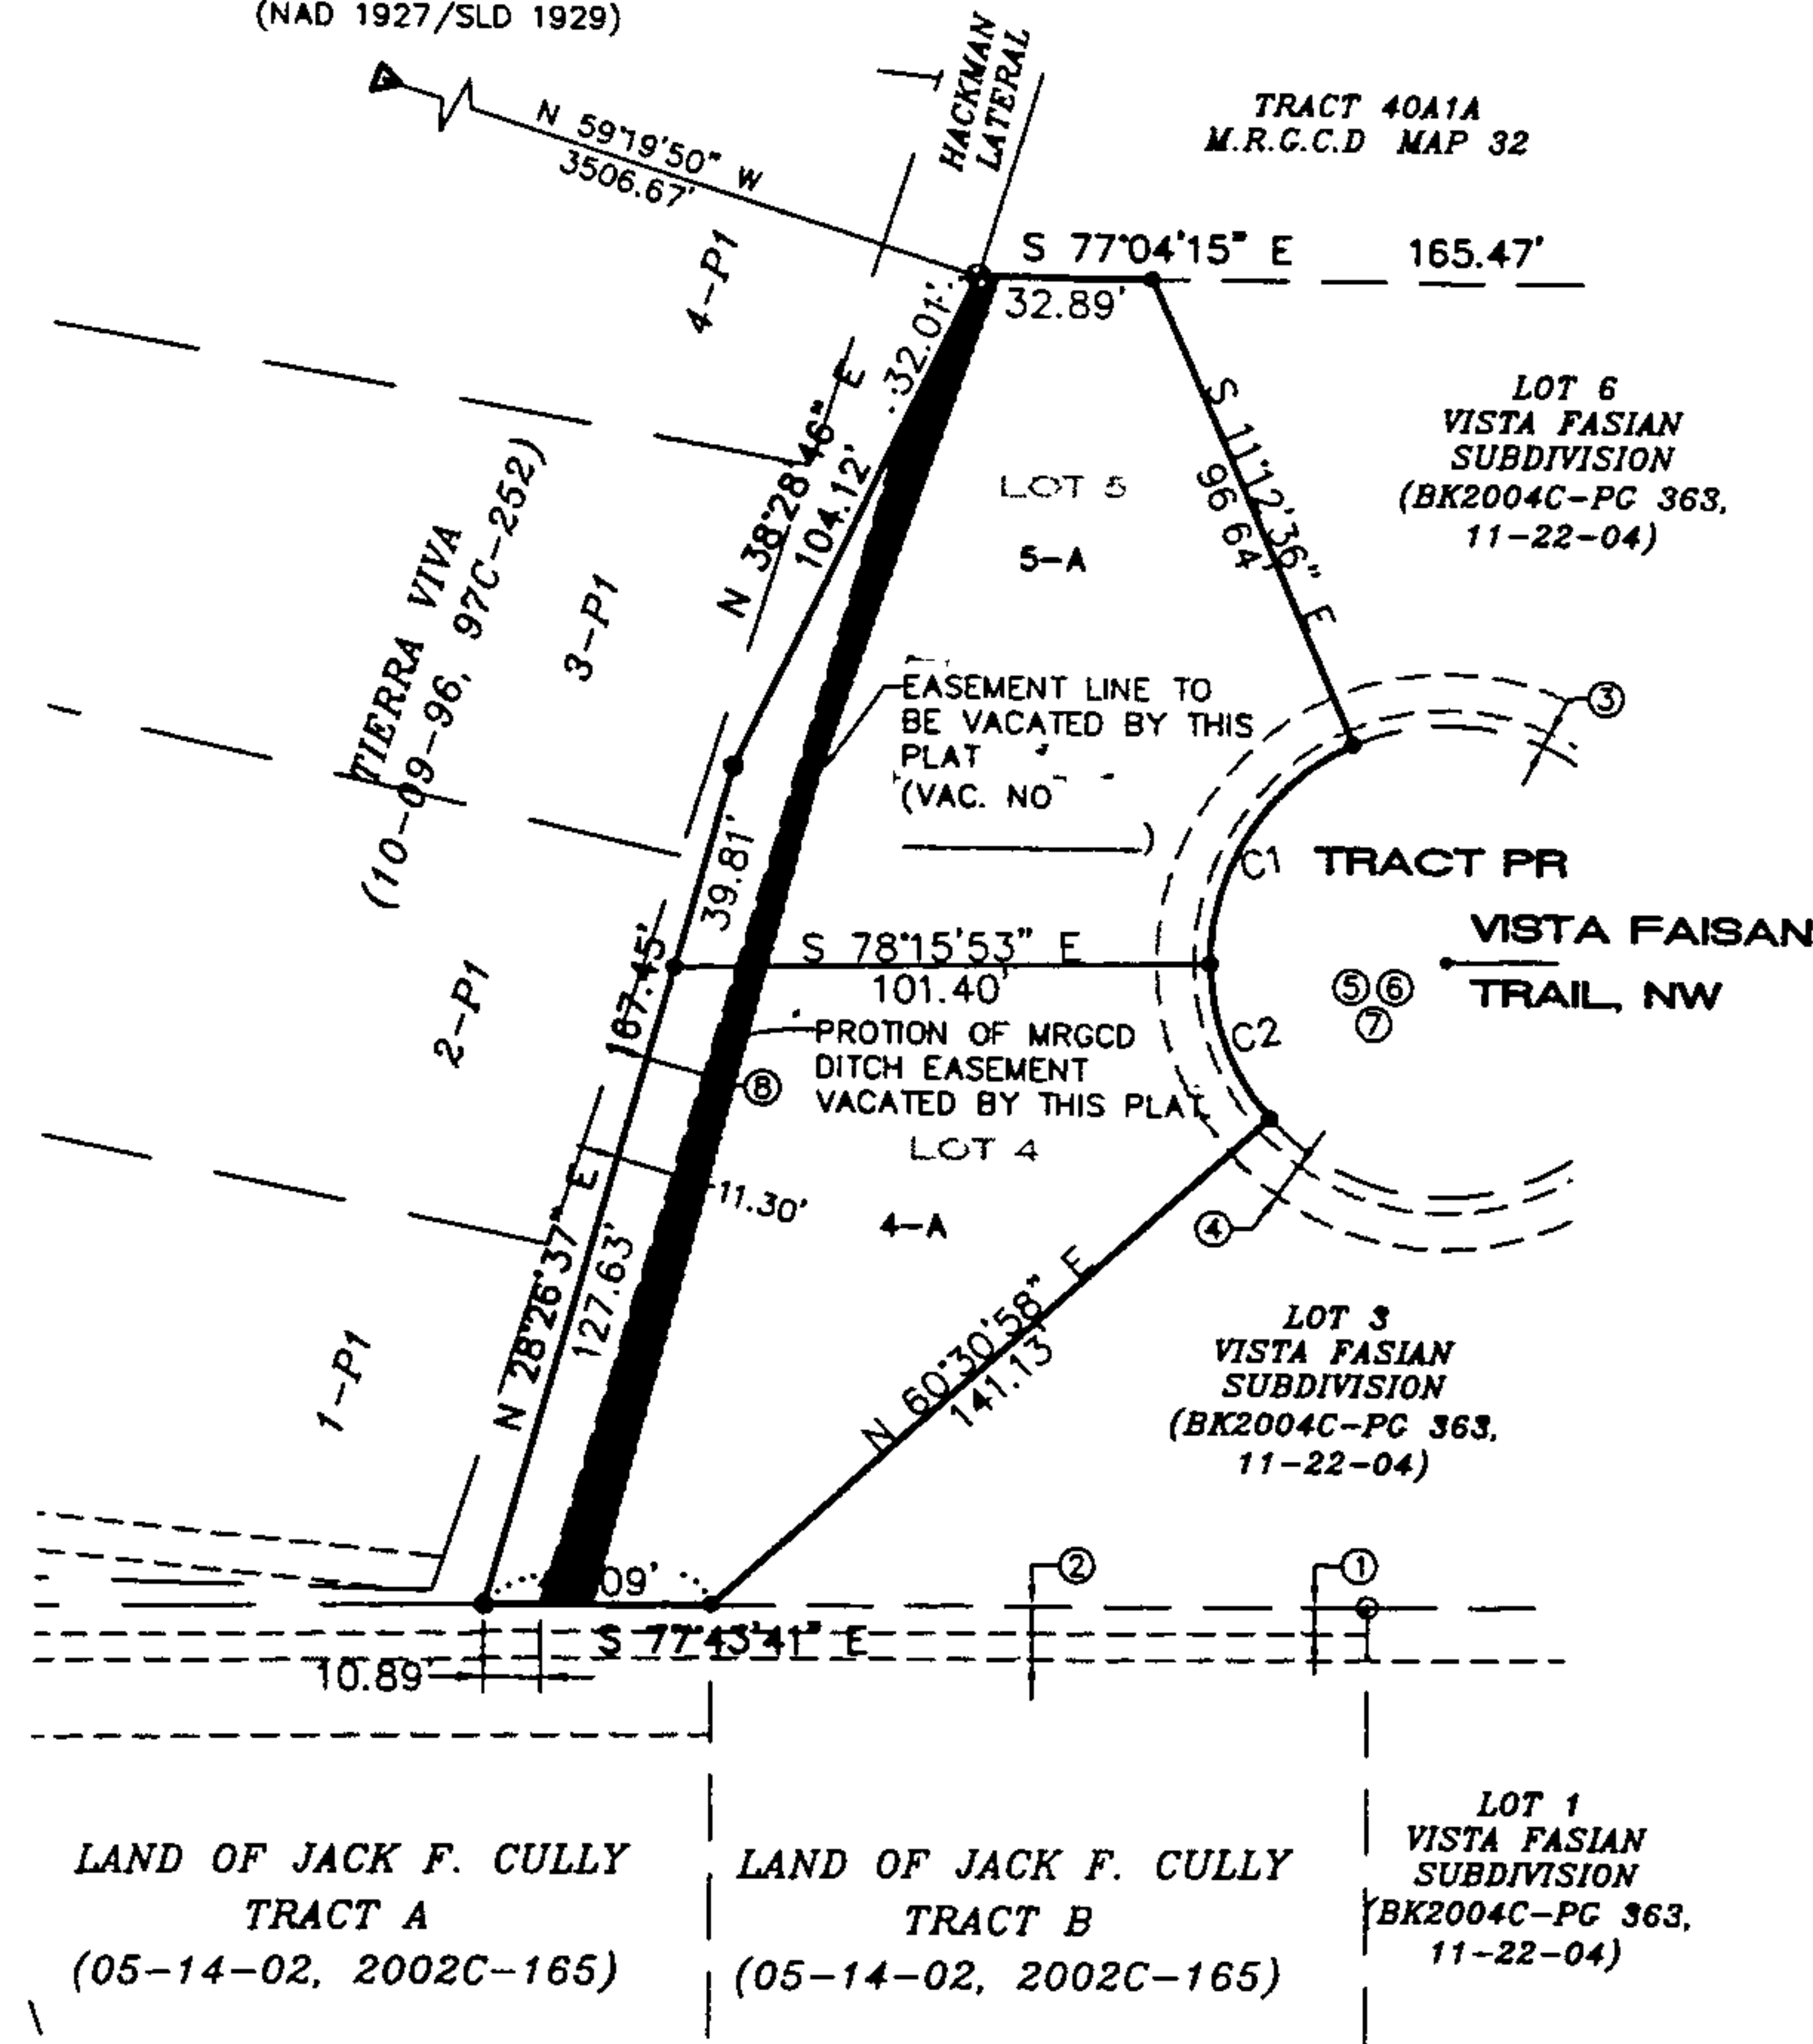 (NAD 1927/SLD 1929)
N 59°19'50" W
3506.67'
HACKMAN
LATERAL
TRACT 40A1A
M.R.G.C.D MAP 32
S 77°04'15" E 165.47'
32.89'
4-P1
32.01'
N 38°28'46" E
104.12'
S 11°12'36" E
96 64'
LOT 6
VISTA FASIAN
SUBDIVISION
(BK2004C-PG 363,
11-22-04)
LOT 5
5-A
TIERRA VIVA
(10-09-96, 97C-252)
3-P1
EASEMENT LINE TO
BE VACATED BY THIS
PLAT
(VAC. NO
)
3
39.81'
C1
TRACT PR
VISTA FAISAN
TRAIL, NW
5 6
7
S 78°15'53" E
101.40'
167.45'
2-P1
C2
PROTION OF MRGCD
DITCH EASEMENT
VACATED BY THIS PLAT
8
LOT 4
4-A
11.30'
4
N 28°26'37" E
127.63'
N 60°30'58" E
141.13'
LOT 3
VISTA FASIAN
SUBDIVISION
(BK2004C-PG 363,
11-22-04)
1-P1
09'
2
1
S 77°43'41" E
10.89'
LAND OF JACK F. CULLY
TRACT A
(05-14-02, 2002C-165)
LAND OF JACK F. CULLY
TRACT B
(05-14-02, 2002C-165)
LOT 1
VISTA FASIAN
SUBDIVISION
(BK2004C-PG 363,
11-22-04)